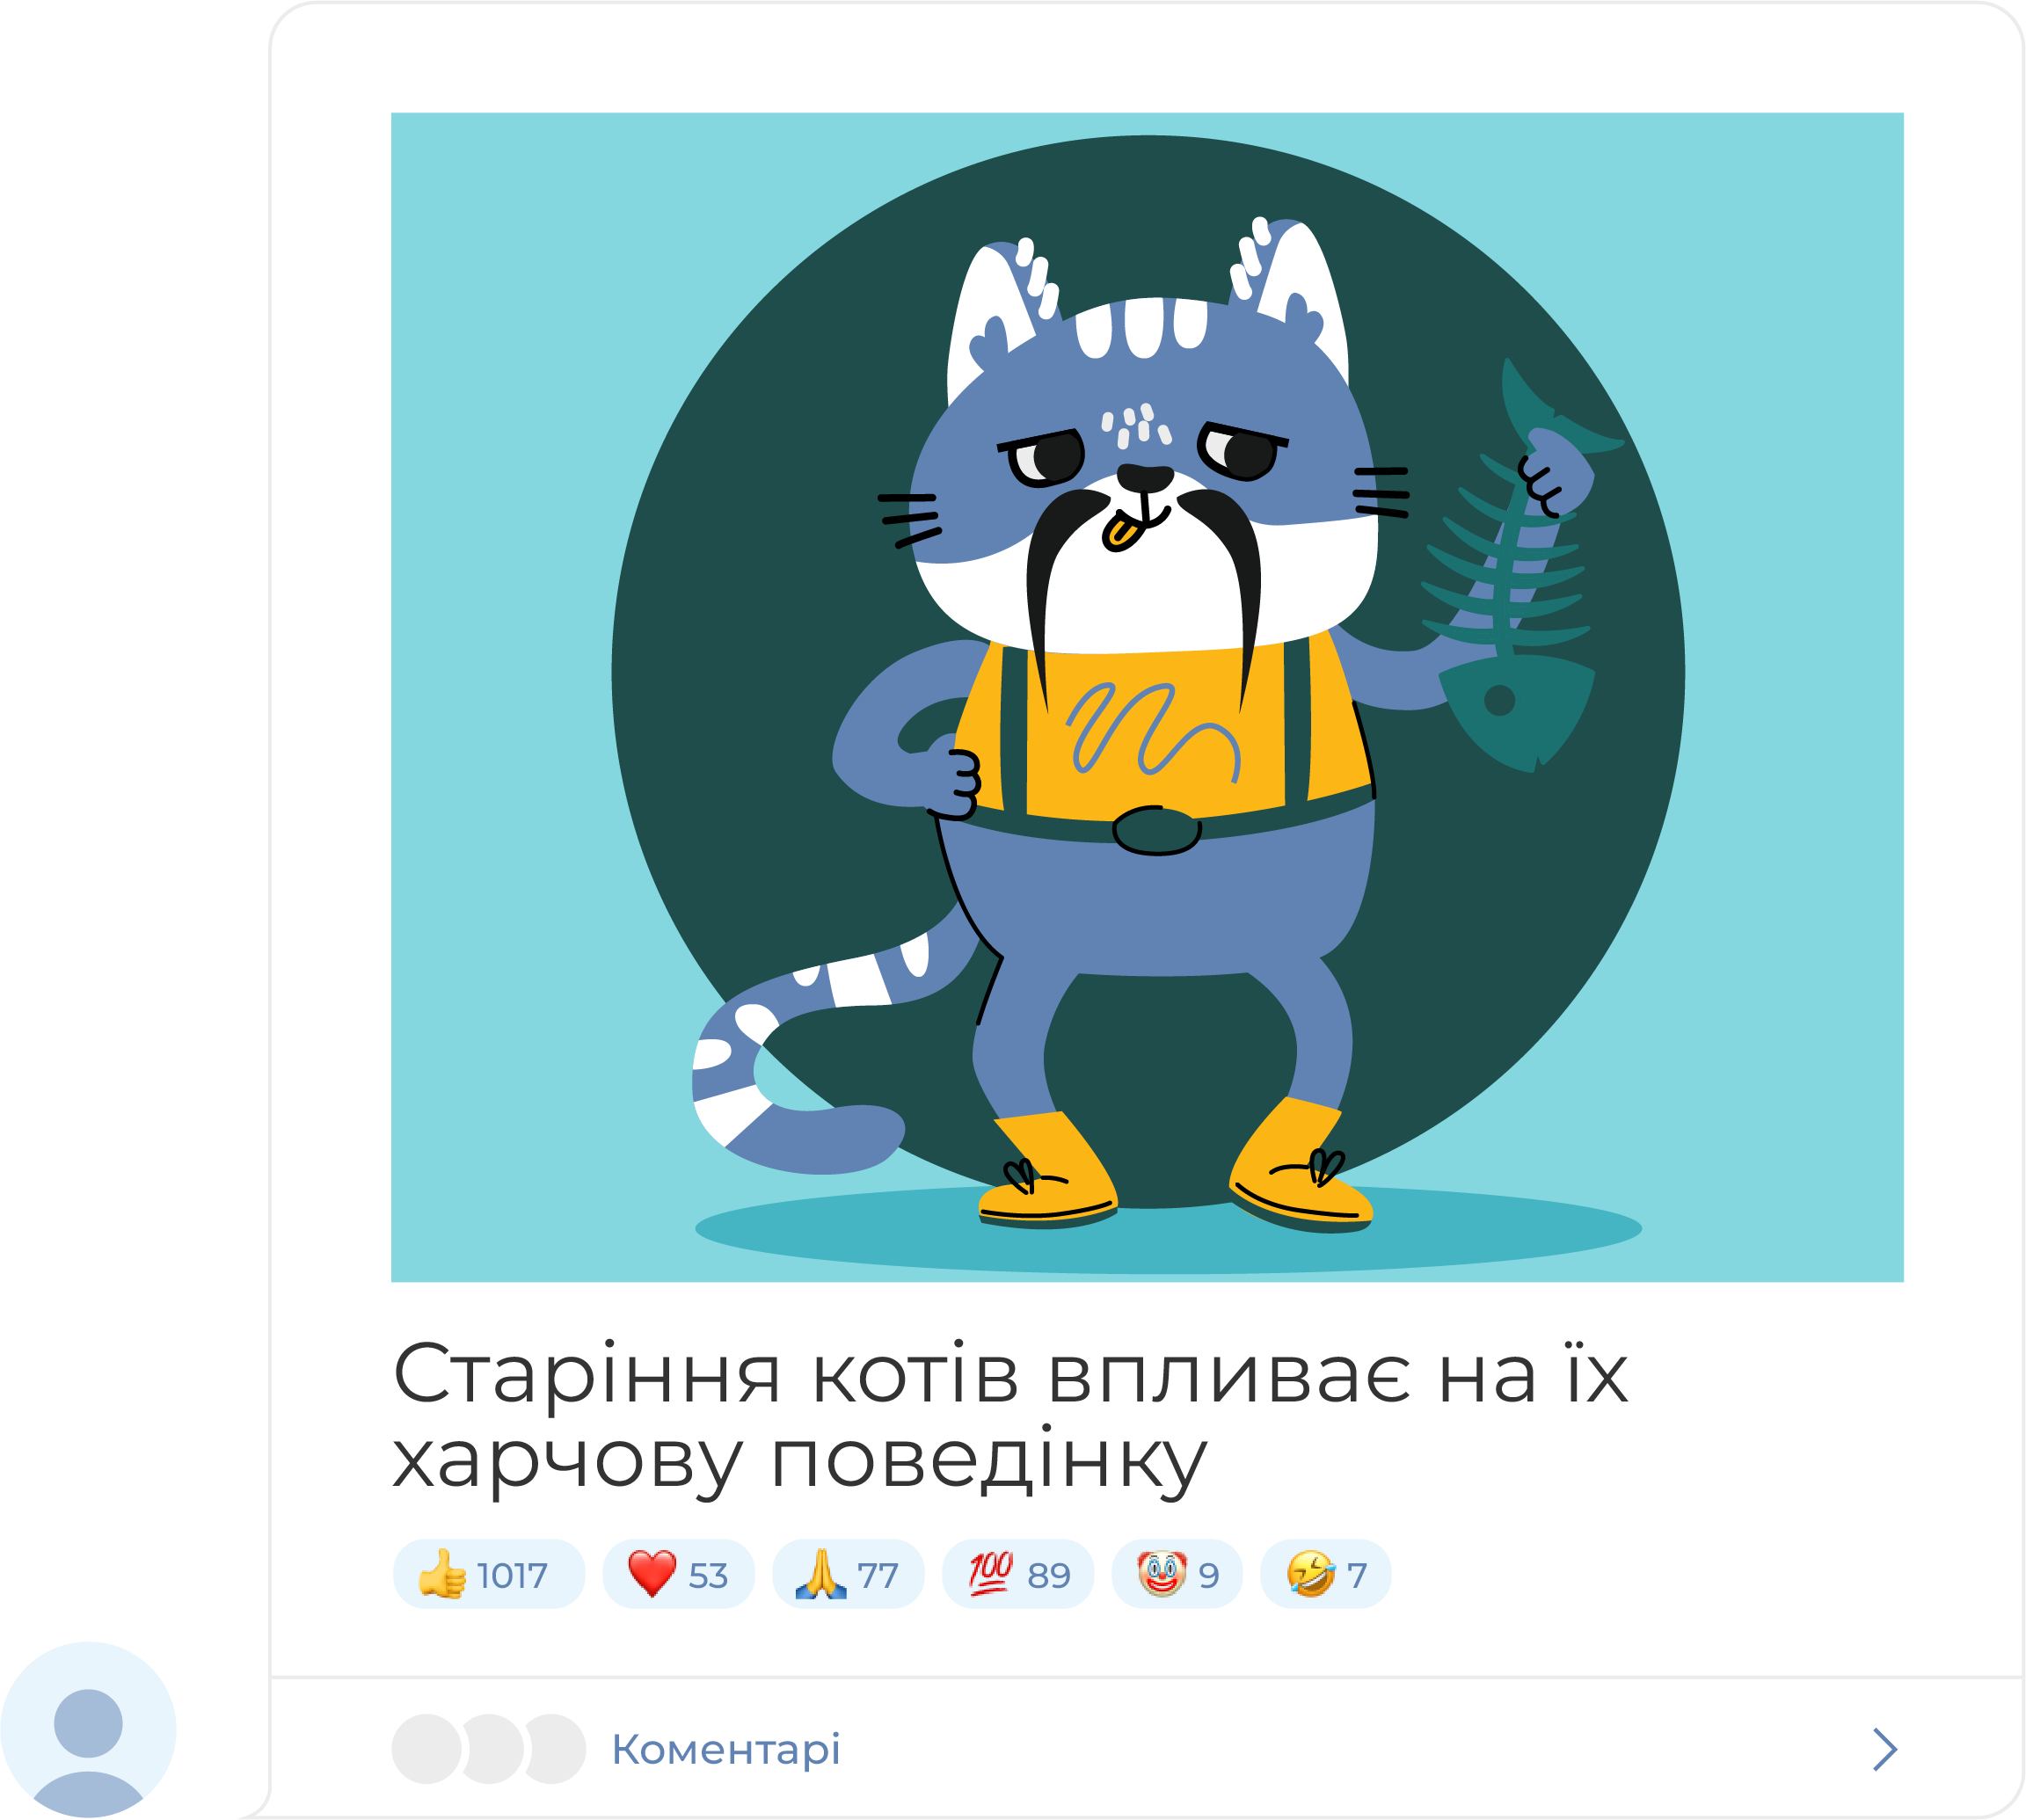 Старіння котів впливає на їх
харчову поведінку
👍 1017 ❤️ 53 🙏 77 💯 89 🤡 9 🤣 7
Коментарі